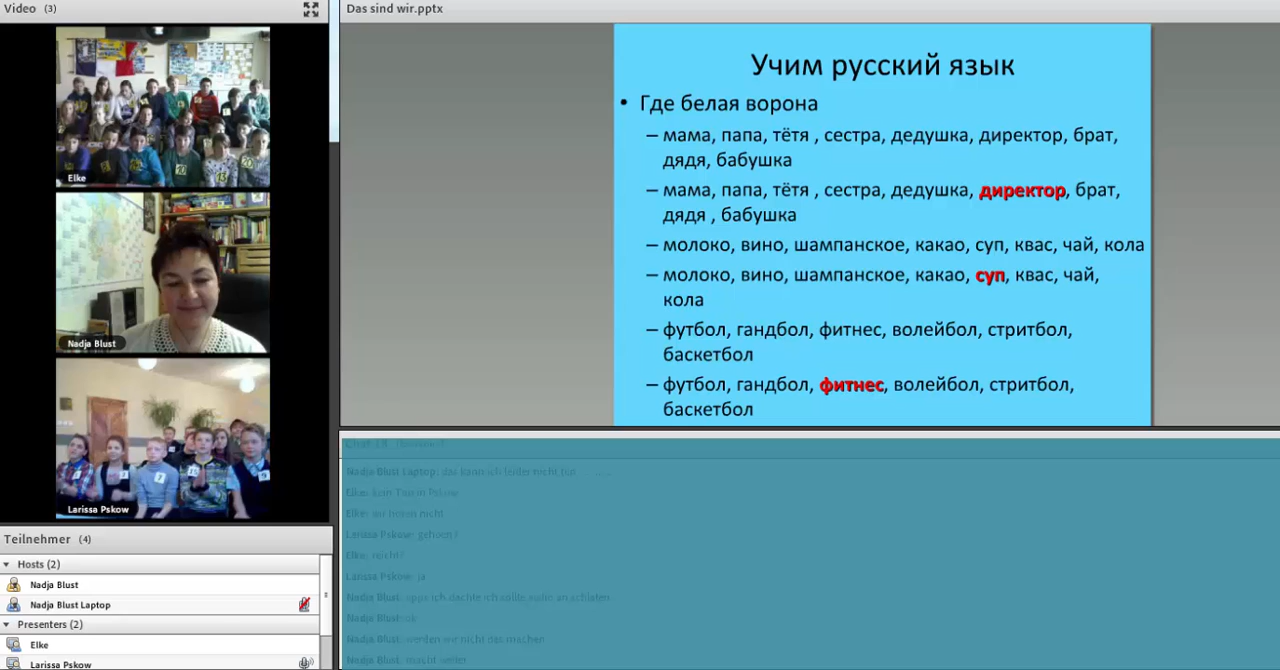 Video (3)
Elke
Nadja Blust
Larissa Pskow
Teilnehmer (4)
Hosts (2)
Nadja Blust
Nadja Blust Laptop
Presenters (2)
Elke
Larissa Pskow
Das sind wir.pptx
Учим русский язык
• Где белая ворона
– мама, папа, тётя , сестра, дедушка, директор, брат,
дядя, бабушка
– мама, папа, тётя , сестра, дедушка, директор, брат,
дядя , бабушка
– молоко, вино, шампанское, какао, суп, квас, чай, кола
– молоко, вино, шампанское, какао, суп, квас, чай,
кола
– футбол, гандбол, фитнес, волейбол, стритбол,
баскетбол
– футбол, гандбол, фитнес, волейбол, стритбол,
баскетбол
Nadja Blust Laptop: das kann ich leider nicht tun
Elke: kein Ton in Pskow
Elke: wir hören nicht
Larissa Pskow: gehoert?
Elke: nicht?
Larissa Pskow: ja
Nadja Blust: opps ich dachte ich sollte audio an schlaten
Nadja Blust: ok
Nadja Blust: werden wir nicht des machen
Nadja Blust: macht weiter